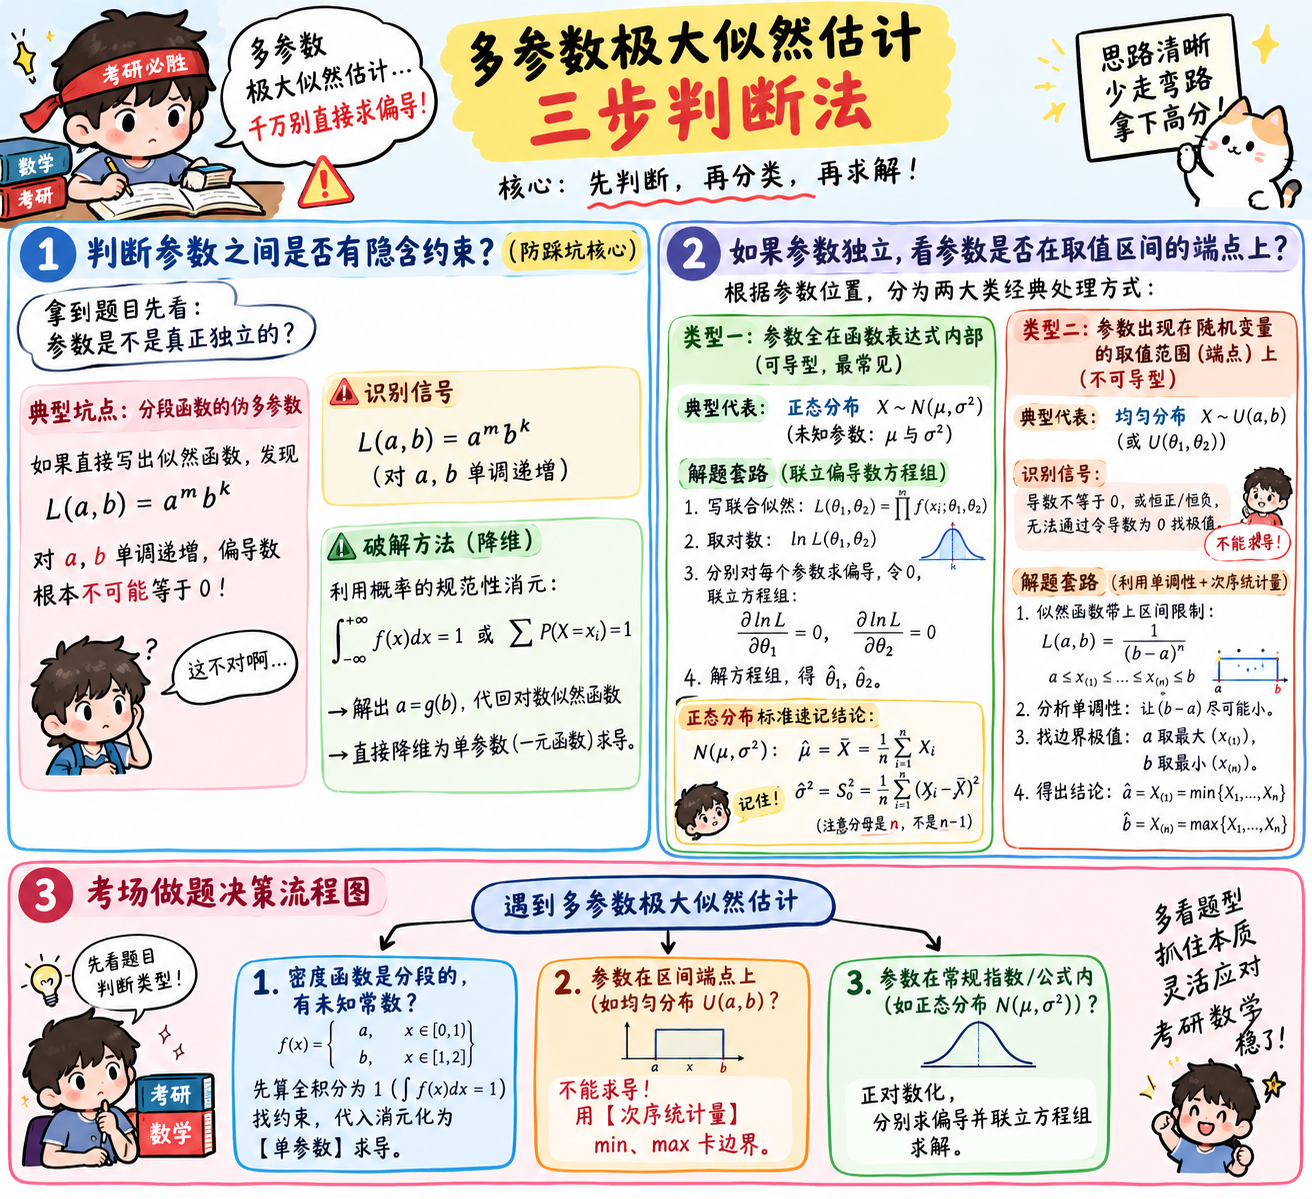 考研必胜
数学
考研
多参数
极大似然估计...
千万别直接求偏导!
多参数极大似然估计
三步判断法
核心：先判断，再分类，再求解！
思路清晰
少走弯路
拿下高分!
1 判断参数之间是否有隐含约束？(防踩坑核心)
拿到题目先看：
参数是不是真正独立的？
典型坑点：分段函数的伪多参数
如果直接写出似然函数，发现
L(a,b) = a^m b^k
对 a, b 单调递增，偏导数
根本不可能等于 0！
?
这不对啊...
识别信号
L(a,b) = a^m b^k
(对 a, b 单调递增)
破解方法（降维）
利用概率的规范性消元：
∫_{-∞}^{+∞} f(x)dx = 1 或 ∑ P(X=x_i)=1
→ 解出 a=g(b)，代回对数似然函数
→ 直接降维为单参数(一元函数)求导。
2 如果参数独立，看参数是否在取值区间的端点上？
根据参数位置，分为两大类经典处理方式：
类型一：参数全在函数表达式内部
(可导型，最常见)
典型代表： 正态分布 X ~ N(μ,σ²)
(未知参数：μ 与 σ²)
解题套路 (联立偏导数方程组)
1. 写联合似然：L(θ₁,θ₂) = ∏^n f(x_i;θ₁,θ₂)
2. 取对数： ln L(θ₁,θ₂)
3. 分别对每个参数求偏导，令0，
联立方程组：
∂ln L/∂θ₁ = 0, ∂ln L/∂θ₂ = 0
4. 解方程组，得 θ̂₁, θ̂₂。
正态分布标准速记结论：
N(μ,σ²)： μ̂ = X̄ = 1/n ∑_{i=1}^{n} X_i
σ̂² = S₀² = 1/n ∑_{i=1}^{n} (X_i − X̄)²
记住!
(注意分母是 n，不是 n−1)
类型二：参数出现在随机变量
的取值范围 (端点) 上
(不可导型)
典型代表： 均匀分布 X ~ U(a,b)
(或 U(θ₁,θ₂))
识别信号：
导数不等于 0，或恒正/恒负，
无法通过令导数为 0 找极值。
不能求导!
解题套路 (利用单调性+次序统计量)
1. 似然函数带上区间限制：
L(a,b) = 1/(b−a)^n
a ≤ x₍₁₎ ≤ ... ≤ x₍ₙ₎ ≤ b
a b
2. 分析单调性：让 (b−a) 尽可能小。
3. 找边界极值：a 取最大 (x₍₁₎)，
b 取最小 (x₍ₙ₎)。
4. 得出结论：â = X₍₁₎ = min{X₁,...,Xₙ}
b̂ = X₍ₙ₎ = max{X₁,...,Xₙ}
3 考场做题决策流程图
先看题目
判断类型!
考研
数学
遇到多参数极大似然估计
1. 密度函数是分段的，
有未知常数？
f(x) = { a, x∈[0,1)
b, x∈[1,2] }
先算全积分为 1 (∫ f(x)dx = 1)
找约束，代入消元化为
【单参数】求导。
2. 参数在区间端点上
(如均匀分布 U(a,b)？
a x b
不能求导!
用【次序统计量】
min、max 卡边界。
3. 参数在常规指数/公式内
(如正态分布 N(μ,σ²))？
正对数化，
分别求偏导并联立方程组
求解。
多看题型
抓住本质
灵活应对
考研数学
稳了!